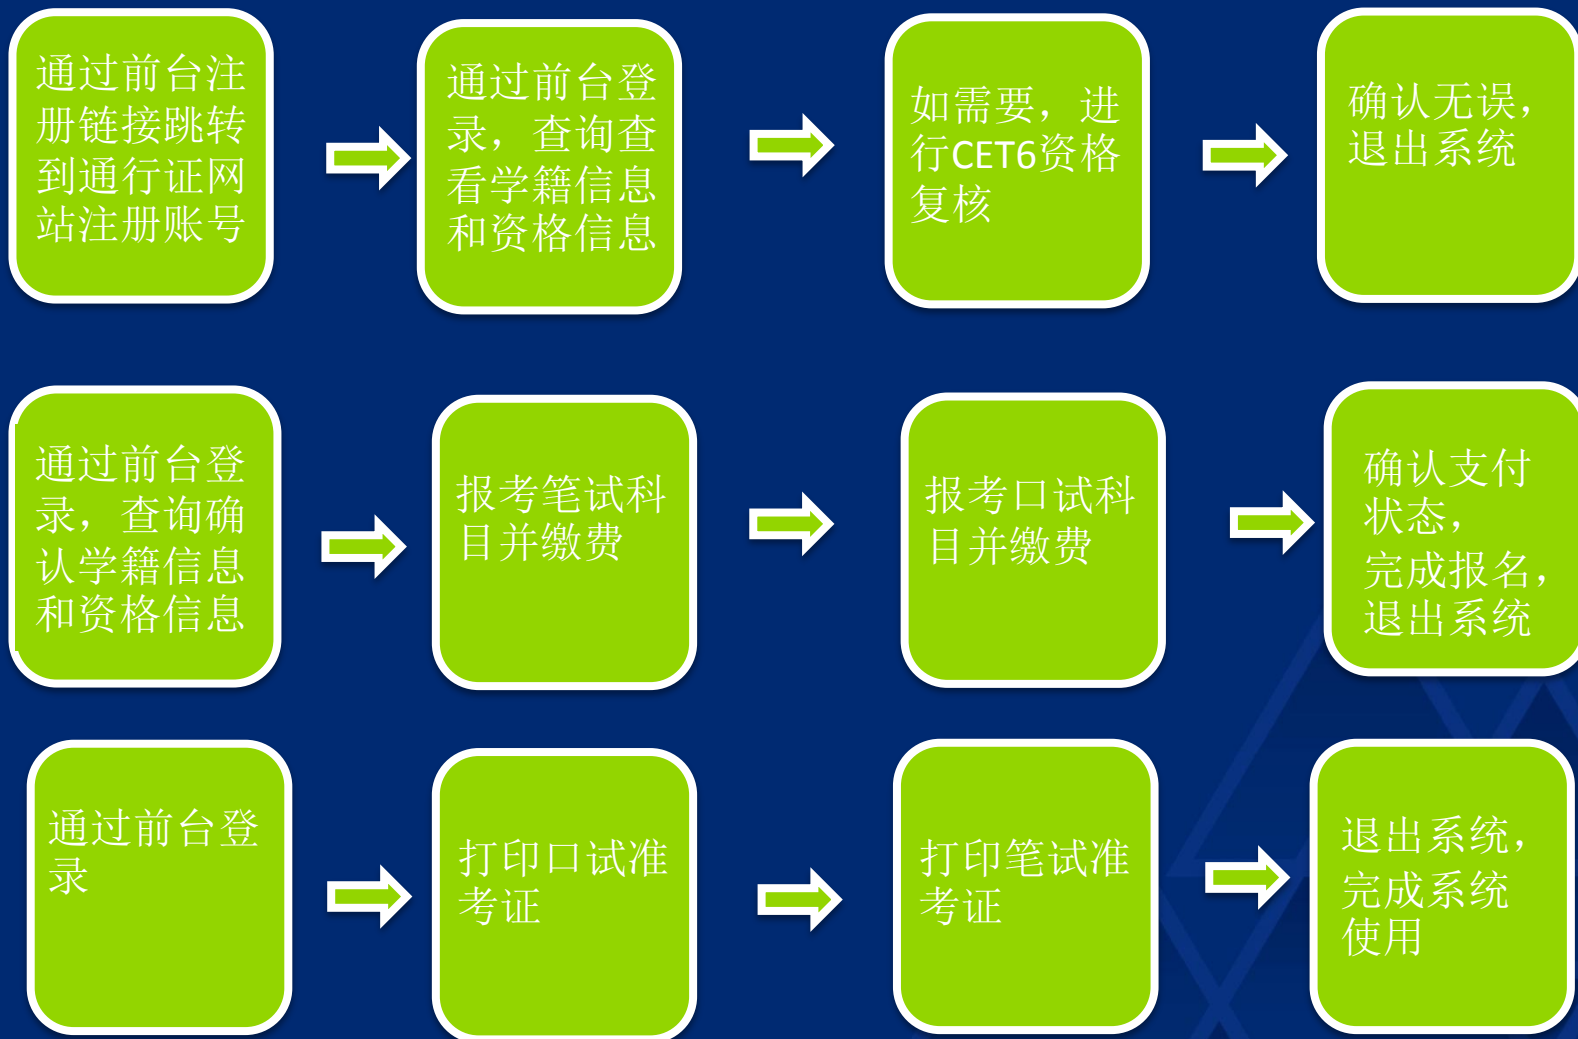 通过前台注
册链接跳转
到通行证网
站注册账号
通过前台登
录，查询查
看学籍信息
和资格信息
如需要，进
行CET6资格
复核
确认无误，
退出系统
通过前台登
录，查询确
认学籍信息
和资格信息
报考笔试科
目并缴费
报考口试科
目并缴费
确认支付
状态，
完成报名，
退出系统
通过前台登
录
打印口试准
考证
打印笔试准
考证
退出系统，
完成系统
使用